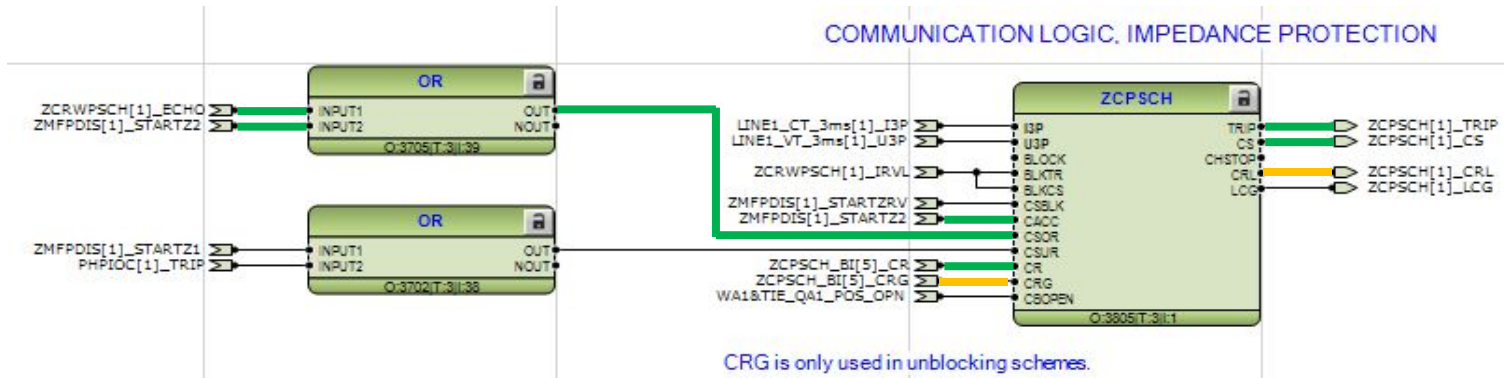 COMMUNICATION LOGIC, IMPEDANCE PROTECTION
OR
ZCRWPSCH[1]_ECHO
ZMFPDIS[1]_STARTZ2
INPUT1
INPUT2
OUT
NOUT
O:3705|T:3|I:39
OR
ZMFPDIS[1]_STARTZ1
PHPIOC[1]_TRIP
INPUT1
INPUT2
OUT
NOUT
O:3702|T:3|I:38
ZCPSCH
LINE1_CT_3ms[1]_I3P
LINE1_VT_3ms[1]_U3P
ZCRWPSCH[1]_IRVL
ZMFPDIS[1]_STARTZRV
ZMFPDIS[1]_STARTZ2
ZCPSCH_BI[5]_CR
ZCPSCH_BI[5]_CRG
WA1&TIE_QA1_POS_OPN
I3P
U3P
BLOCK
BLKTR
BLKCS
CSBLK
CACC
CSOR
CSUR
CR
CRG
CBOPEN
TRIP
CS
CHSTOP
CRL
LCG
O:3805|T:3|I:1
ZCPSCH[1]_TRIP
ZCPSCH[1]_CS
ZCPSCH[1]_CRL
ZCPSCH[1]_LCG
CRG is only used in unblocking schemes.